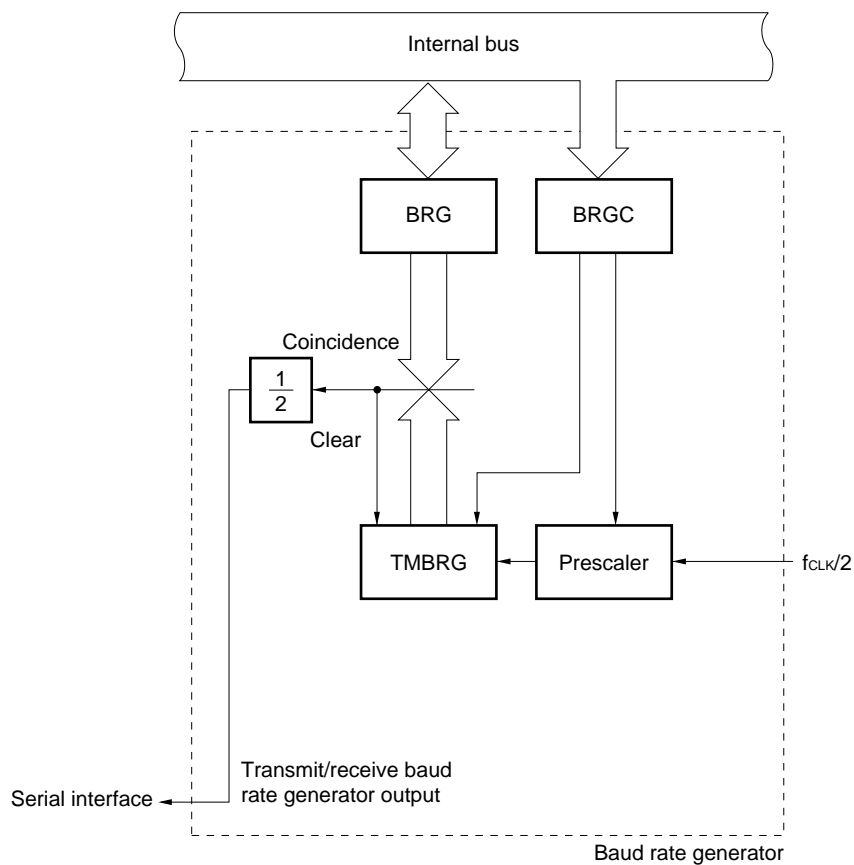 Internal bus
BRG
BRGC
Coincidence
1
2
Clear
TMBRG
Prescaler
fCLK/2
Transmit/receive baud
rate generator output
Serial interface
Baud rate generator